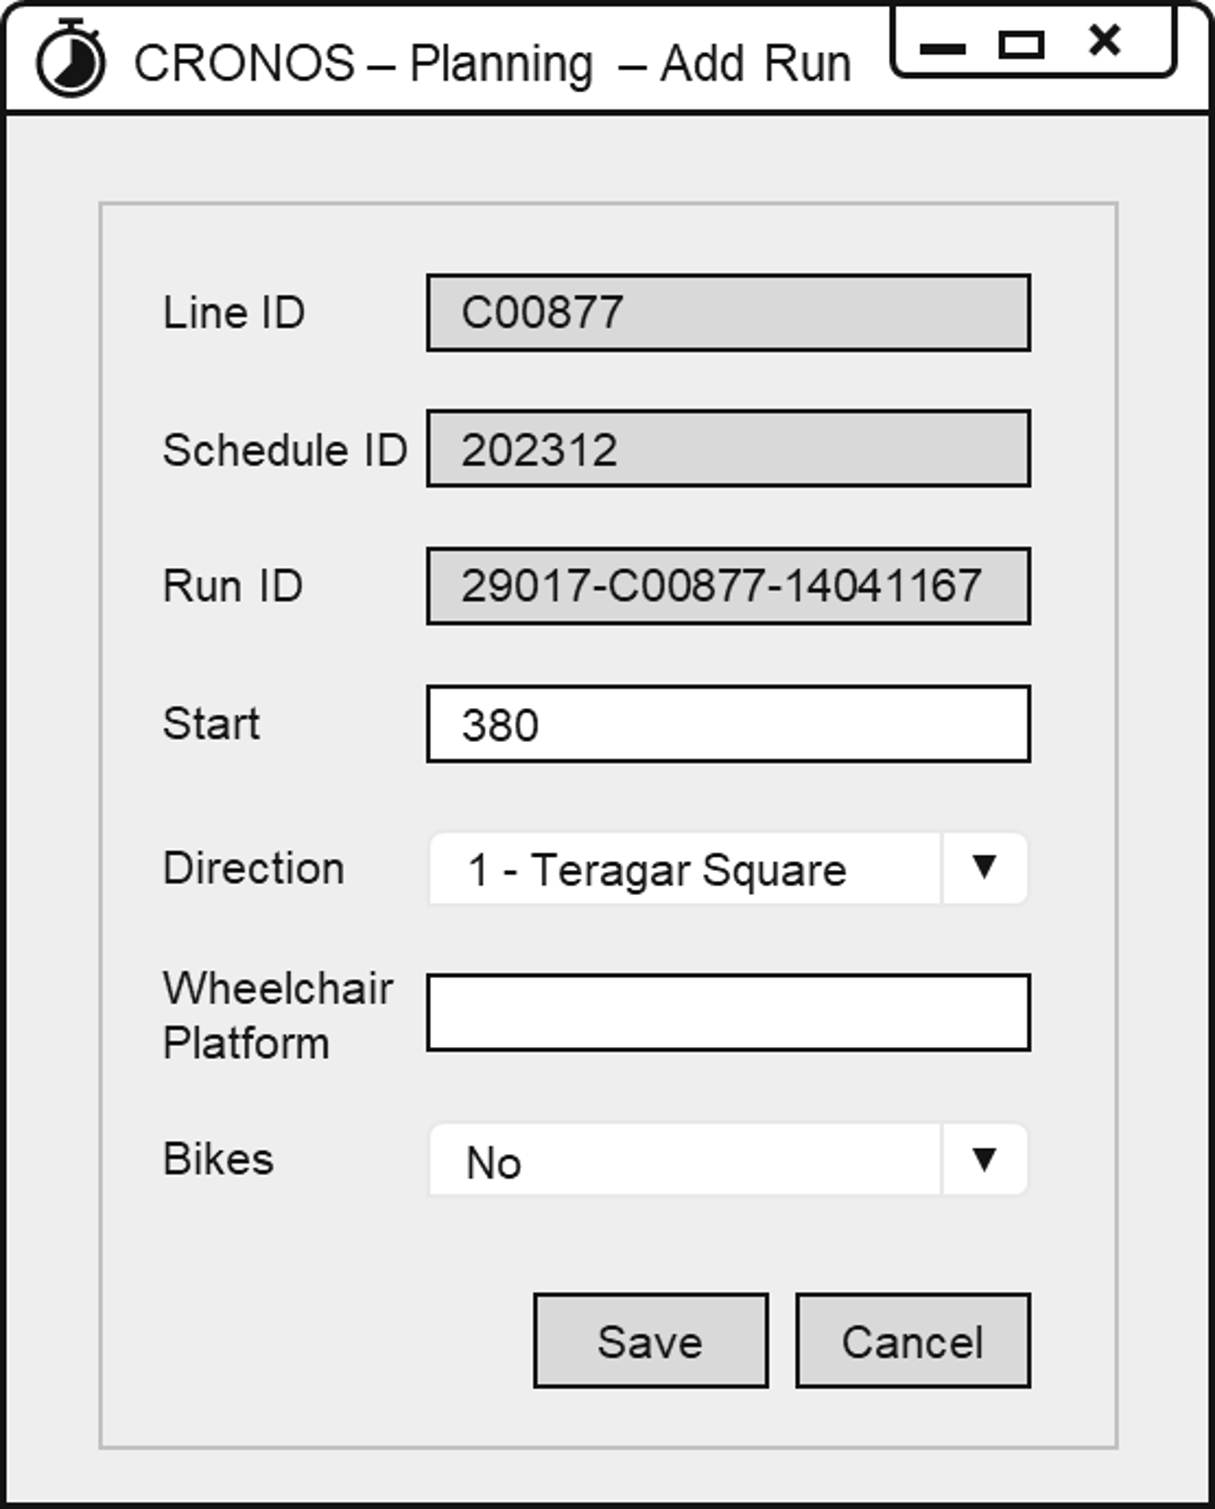 CRONOS – Planning – Add Run
Line ID C00877
Schedule ID 202312
Run ID 29017-C00877-14041167
Start 380
Direction 1 - Teragar Square
Wheelchair
Platform
Bikes No
Save Cancel